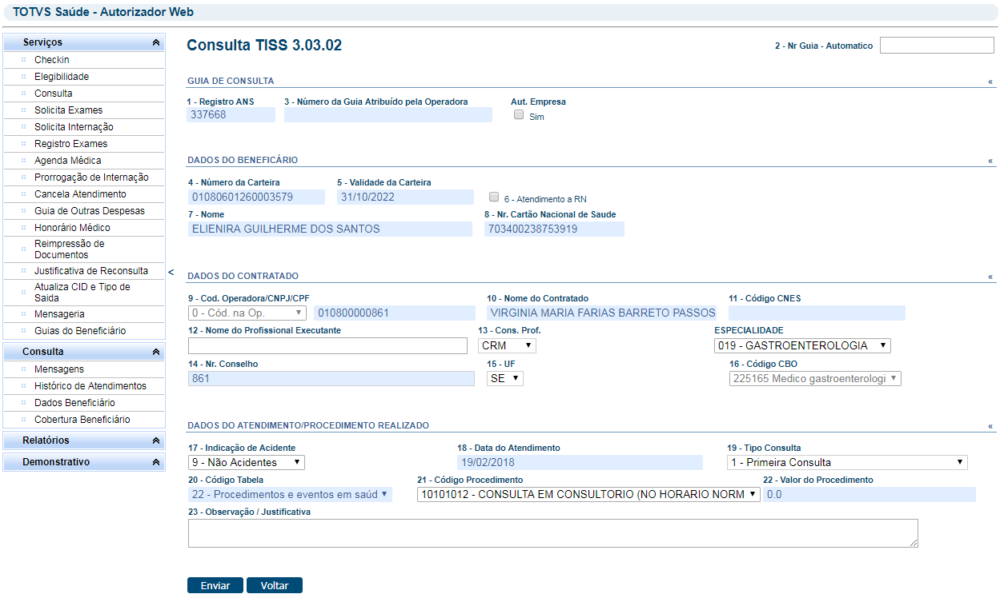 TOTVS Saúde - Autorizador Web
Serviços
Checkin
Elegibilidade
Consulta
Solicita Exames
Solicita Internação
Registro Exames
Agenda Médica
Prorrogação de Internação
Cancela Atendimento
Guia de Outras Despesas
Honorário Médico
Reimpressão de
Documentos
Justificativa de Reconsulta
Atualiza CID e Tipo de
Saida
Mensageria
Guias do Beneficiário
Consulta
Mensagens
Histórico de Atendimentos
Dados Beneficiário
Cobertura Beneficiário
Relatórios
Demonstrativo
<
Consulta TISS 3.03.02
2 - Nr Guia - Automatico
GUIA DE CONSULTA «
1 - Registro ANS 3 - Número da Guia Atribuído pela Operadora Aut. Empresa
337668 Sim
DADOS DO BENEFICÁRIO «
4 - Número da Carteira 5 - Validade da Carteira
01080601260003579 31/10/2022 6 - Atendimento a RN
7 - Nome 8 - Nr. Cartão Nacional de Saude
ELIENIRA GUILHERME DOS SANTOS 703400238753919
DADOS DO CONTRATADO «
9 - Cod. Operadora/CNPJ/CPF 10 - Nome do Contratado 11 - Código CNES
0 - Cód. na Op. 010800000861 VIRGINIA MARIA FARIAS BARRETO PASSOS
12 - Nome do Profissional Executante 13 - Cons. Prof. ESPECIALIDADE
CRM 019 - GASTROENTEROLOGIA
14 - Nr. Conselho 15 - UF 16 - Código CBO
861 SE 225165 Medico gastroenterologi
DADOS DO ATENDIMENTO/PROCEDIMENTO REALIZADO «
17 - Indicação de Acidente 18 - Data do Atendimento 19 - Tipo Consulta
9 - Não Acidentes 19/02/2018 1 - Primeira Consulta
20 - Código Tabela 21 - Código Procedimento 22 - Valor do Procedimento
22 - Procedimentos e eventos em saúd 10101012 - CONSULTA EM CONSULTORIO (NO HORARIO NORM 0.0
23 - Observação / Justificativa
Enviar Voltar